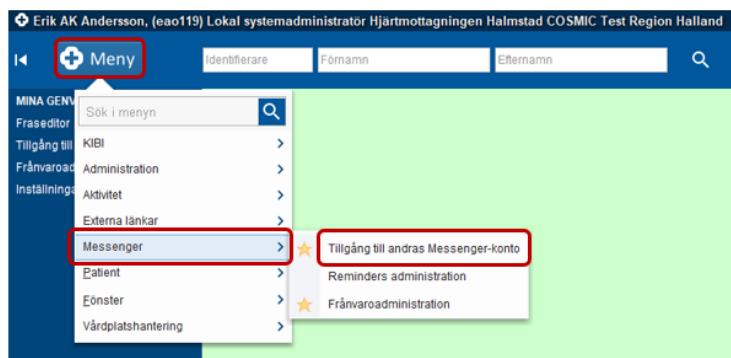 Erik AK Andersson, (eao119) Lokal systemadministratör Hjärtmottagningen Halmstad COSMIC Test Region Halland
Meny
Identifierare
Förnamn
Efternamn
MINA GENV
Fraseditor
Tillgång till
Frånvaroad
Inställninga
Sök i menyn
KIBI
Administration
Aktivitet
Externa länkar
Messenger
Patient
Fönster
Vårdplatshantering
Tillgång till andras Messenger-konto
Reminders administration
Frånvaroadministration